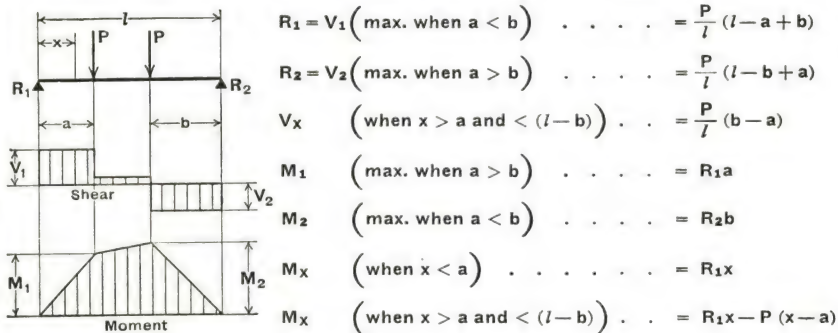 l
x P P
R₁ R₂
a b
V₁
Shear V₂
M₁ M₂
Moment
R₁ = V₁ (max. when a < b) . . . . = P/l (l − a + b)
R₂ = V₂ (max. when a > b) . . . . = P/l (l − b + a)
Vx (when x > a and < (l − b)) . . = P/l (b − a)
M₁ (max. when a > b) . . . . = R₁a
M₂ (max. when a < b) . . . . = R₂b
Mx (when x < a) . . . . . . = R₁x
Mx (when x > a and < (l − b)) . . = R₁x − P (x − a)